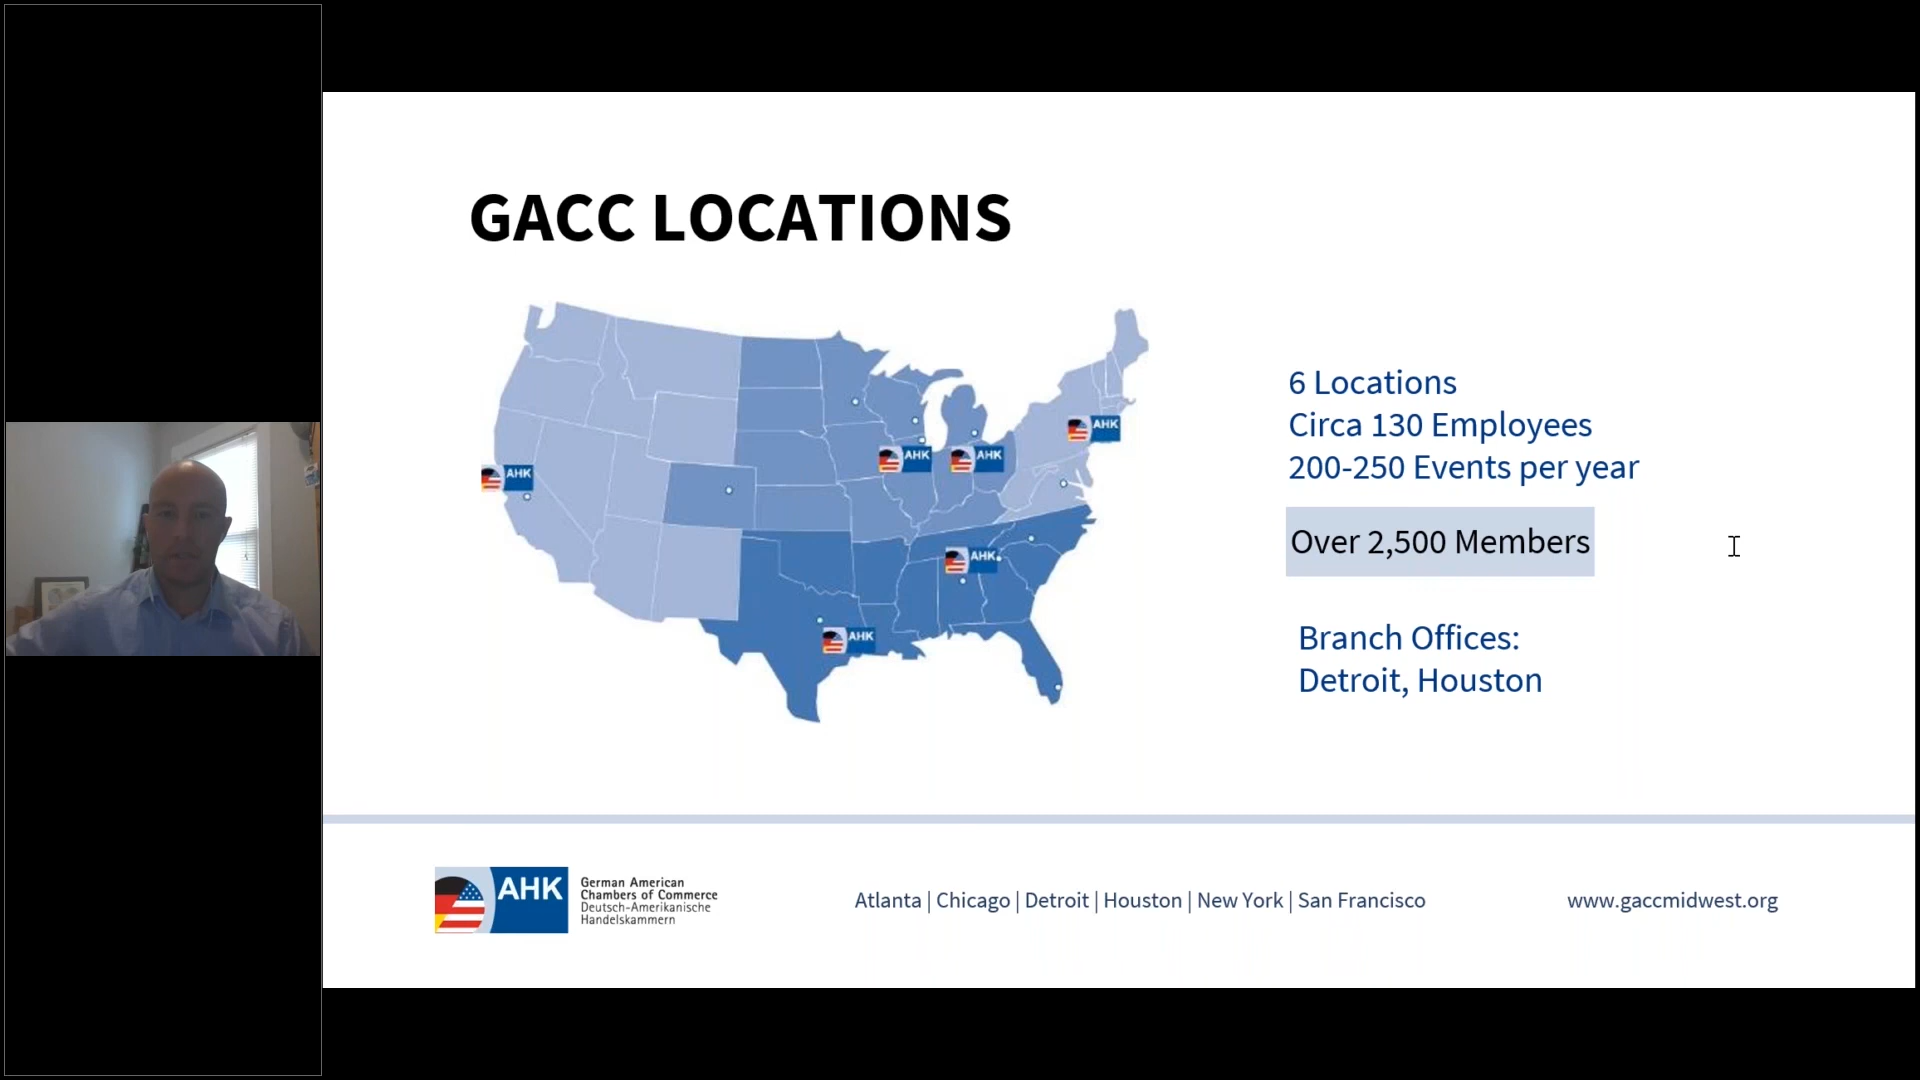 GACC LOCATIONS
AHK
AHK
AHK
AHK
AHK
AHK
6 Locations
Circa 130 Employees
200-250 Events per year
Over 2,500 Members
Branch Offices:
Detroit, Houston
AHK
German American
Chambers of Commerce
Deutsch-Amerikanische
Handelskammern
Atlanta | Chicago | Detroit | Houston | New York | San Francisco
www.gaccmidwest.org